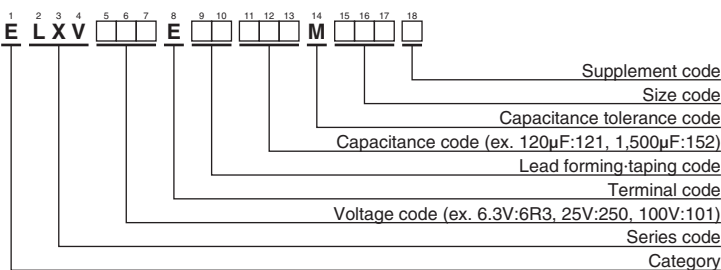 1 2 3 4 5 6 7 8 9 10 11 12 13 14 15 16 17 18
E L X V □□□ E □□ □□□ M □□□ □
Supplement code
Size code
Capacitance tolerance code
Capacitance code (ex. 120µF:121, 1,500µF:152)
Lead forming·taping code
Terminal code
Voltage code (ex. 6.3V:6R3, 25V:250, 100V:101)
Series code
Category